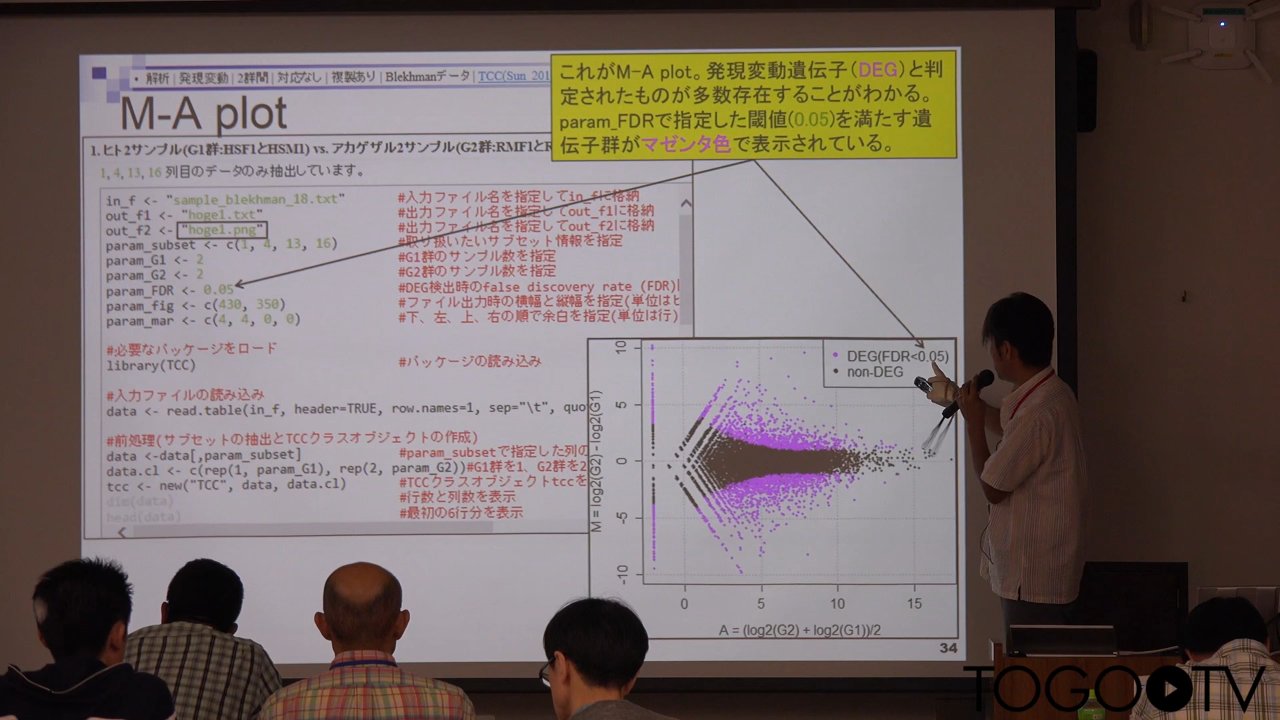 ・解析 | 発現変動 | 2群間 | 対応なし | 複製あり | Blekhmanデータ | TCC(Sun_201
M-A plot
これがM-A plot。発現変動遺伝子(DEG)と判
定されたものが多数存在することがわかる。
param_FDRで指定した閾値(0.05)を満たす遺
伝子群がマゼンタ色で表示されている。
1. ヒト2サンプル(G1群:HSF1とHSM1) vs. アカゲザル2サンプル(G2群:RMF1とR
1, 4, 13, 16 列目のデータのみ抽出しています。
in_f <- "sample_blekhman_18.txt" #入力ファイル名を指定してin_fに格納
out_f1 <- "hoge1.txt" #出力ファイル名を指定してout_f1に格納
out_f2 <- "hoge1.png" #出力ファイル名を指定してout_f2に格納
param_subset <- c(1, 4, 13, 16) #取り扱いたいサブセット情報を指定
param_G1 <- 2 #G1群のサンプル数を指定
param_G2 <- 2 #G2群のサンプル数を指定
param_FDR <- 0.05 #DEG検出時のfalse discovery rate (FDR)
param_fig <- c(430, 350) #ファイル出力時の横幅と縦幅を指定(単位はピ
param_mar <- c(4, 4, 0, 0) #下、左、上、右の順で余白を指定(単位は行)
#必要なパッケージをロード
library(TCC) #パッケージの読み込み
#入力ファイルの読み込み
data <- read.table(in_f, header=TRUE, row.names=1, sep="\t", quo
#前処理(サブセットの抽出とTCCクラスオブジェクトの作成)
data <-data[,param_subset] #param_subsetで指定した列の
data.cl <- c(rep(1, param_G1), rep(2, param_G2))#G1群を1、G2群を2
tcc <- new("TCC", data, data.cl) #TCCクラスオブジェクトtccを
dim(data) #行数と列数を表示
head(data) #最初の6行分を表示
DEG(FDR<0.05)
non-DEG
10
5
0
-5
-10
M = log2(G2) - log2(G1)
0 5 10 15
A = (log2(G2) + log2(G1))/2
34
TOGO TV